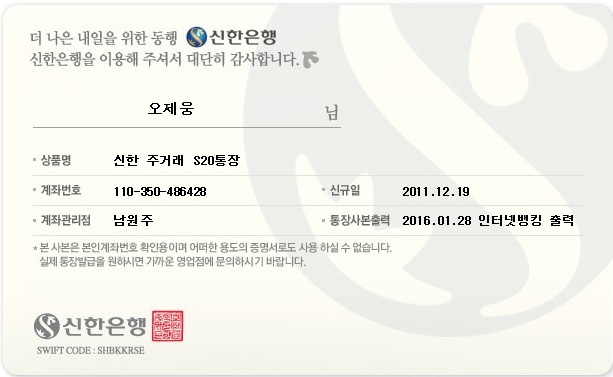 더 나은 내일을 위한 동행 신한은행
신한은행을 이용해 주셔서 대단히 감사합니다.
오제웅 님
상품명 신한 주거래 S20통장
계좌번호 110-350-486428 신규일 2011.12.19
계좌관리점 남원주 통장사본출력 2016.01.28 인터넷뱅킹 출력
* 본 사본은 본인계좌번호 확인용이며 어떠한 용도의 증명서로도 사용 하실 수 없습니다.
실제 통장발급을 원하시면 가까운 영업점에 문의하시기 바랍니다.
신한은행
SWIFT CODE : SHBKKRSE